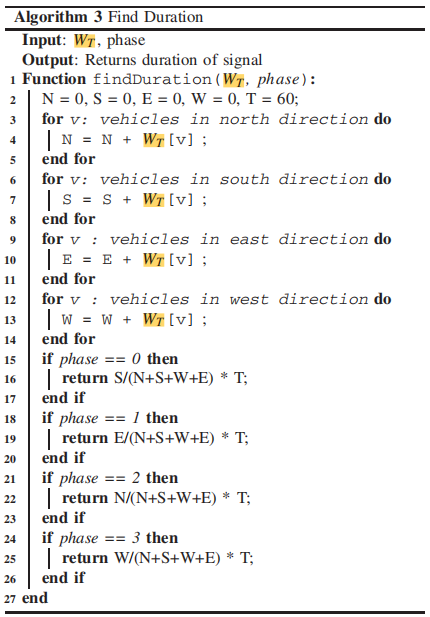 Algorithm 3 Find Duration
Input: W_T, phase
Output: Returns duration of signal
1 Function findDuration(W_T, phase):
2 N = 0, S = 0, E = 0, W = 0, T = 60;
3 for v: vehicles in north direction do
4 N = N + W_T[v] ;
5 end for
6 for v: vehicles in south direction do
7 S = S + W_T[v] ;
8 end for
9 for v : vehicles in east direction do
10 E = E + W_T[v] ;
11 end for
12 for v : vehicles in west direction do
13 W = W + W_T[v] ;
14 end for
15 if phase == 0 then
16 return S/(N+S+W+E) * T;
17 end if
18 if phase == 1 then
19 return E/(N+S+W+E) * T;
20 end if
21 if phase == 2 then
22 return N/(N+S+W+E) * T;
23 end if
24 if phase == 3 then
25 return W/(N+S+W+E) * T;
26 end if
27 end